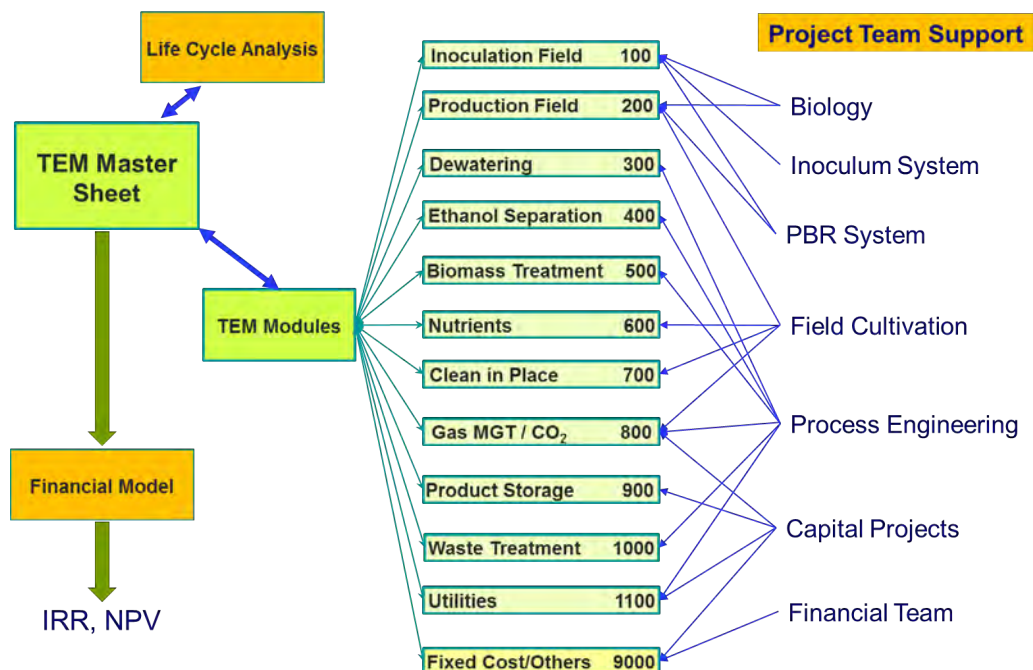 Life Cycle Analysis
TEM Master
Sheet
TEM Modules
Financial Model
IRR, NPV
Inoculation Field 100
Production Field 200
Dewatering 300
Ethanol Separation 400
Biomass Treatment 500
Nutrients 600
Clean in Place 700
Gas MGT / CO₂ 800
Product Storage 900
Waste Treatment 1000
Utilities 1100
Fixed Cost/Others 9000
Project Team Support
Biology
Inoculum System
PBR System
Field Cultivation
Process Engineering
Capital Projects
Financial Team